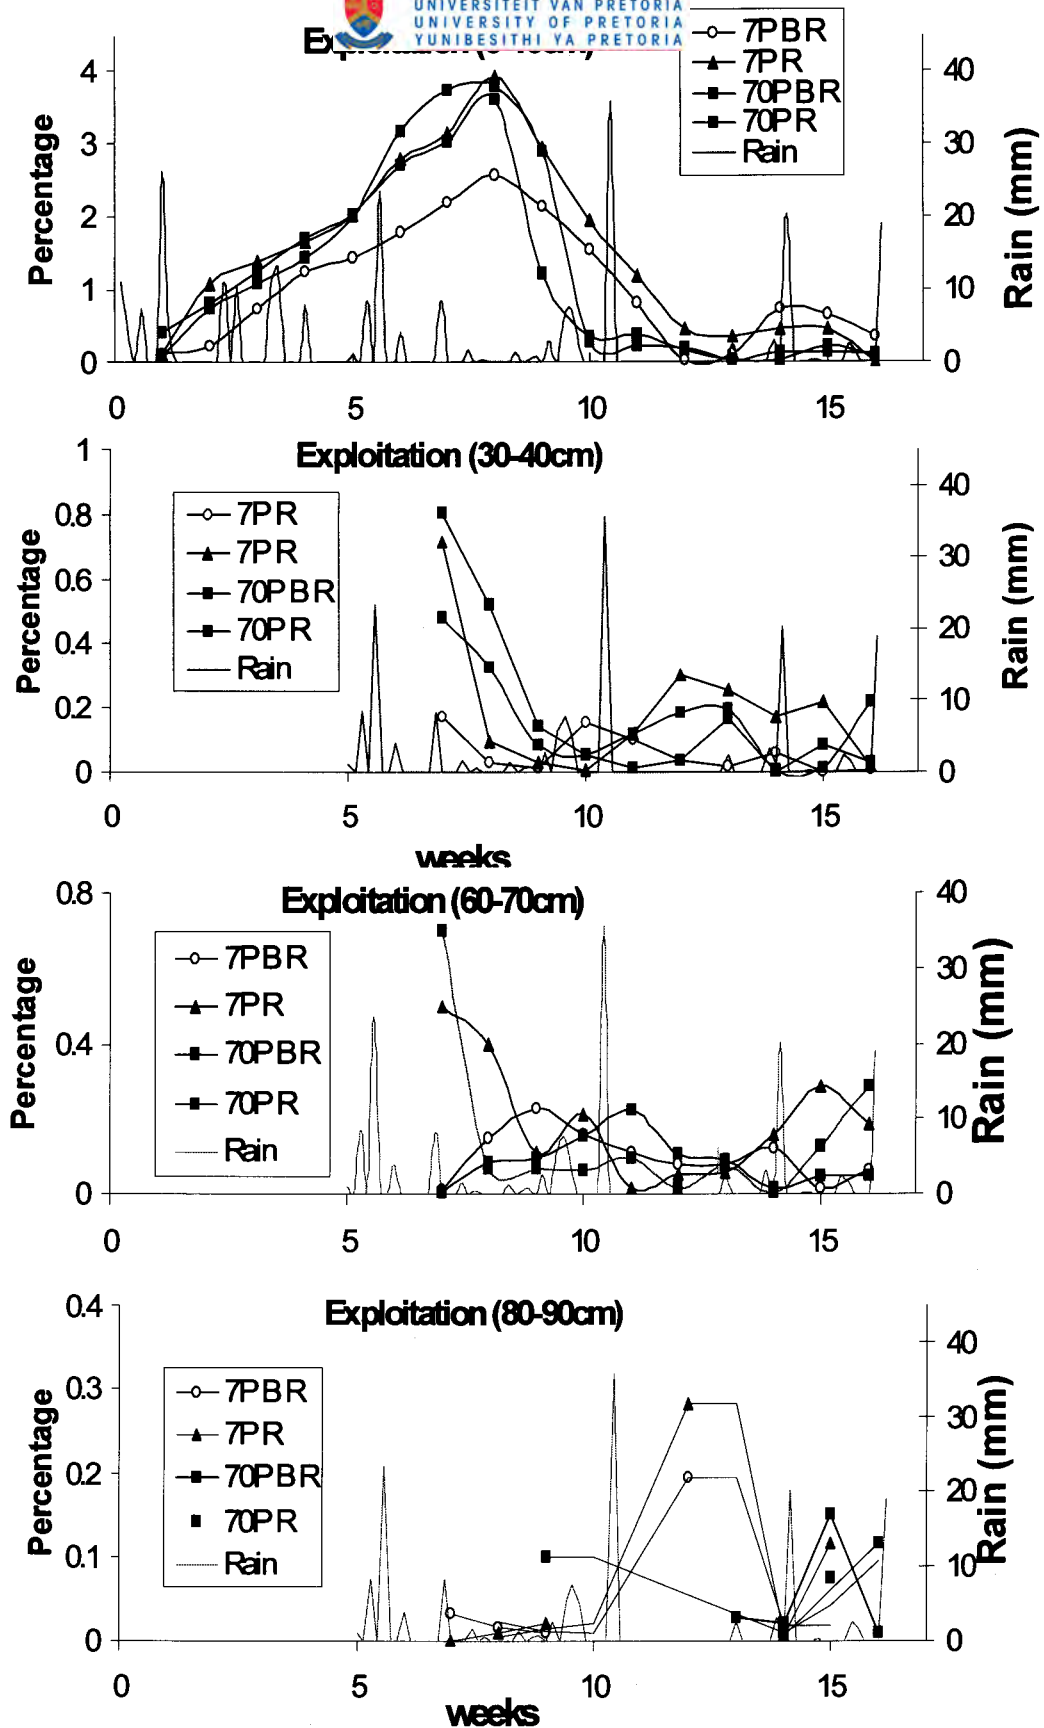 UNIVERSITEIT VAN PRETORIA
UNIVERSITY OF PRETORIA
YUNIBESITHI YA PRETORIA
7PBR
7PR
70PBR
70PR
Rain
Percentage
4
3
2
1
0
40
30
20
10
0
Rain (mm)
0 5 10 15
Exploitation (30-40cm)
7PR
7PR
70PBR
70PR
Rain
Percentage
1
0.8
0.6
0.4
0.2
0
40
30
20
10
0
Rain (mm)
0 5 10 15
weeks
Exploitation (60-70cm)
7PBR
7PR
70PBR
70PR
Rain
Percentage
0.8
0.4
0
40
30
20
10
0
Rain (mm)
0 5 10 15
Exploitation (80-90cm)
7PBR
7PR
70PBR
70PR
Rain
Percentage
0.4
0.3
0.2
0.1
0
40
30
20
10
0
Rain (mm)
0 5 10 15
weeks